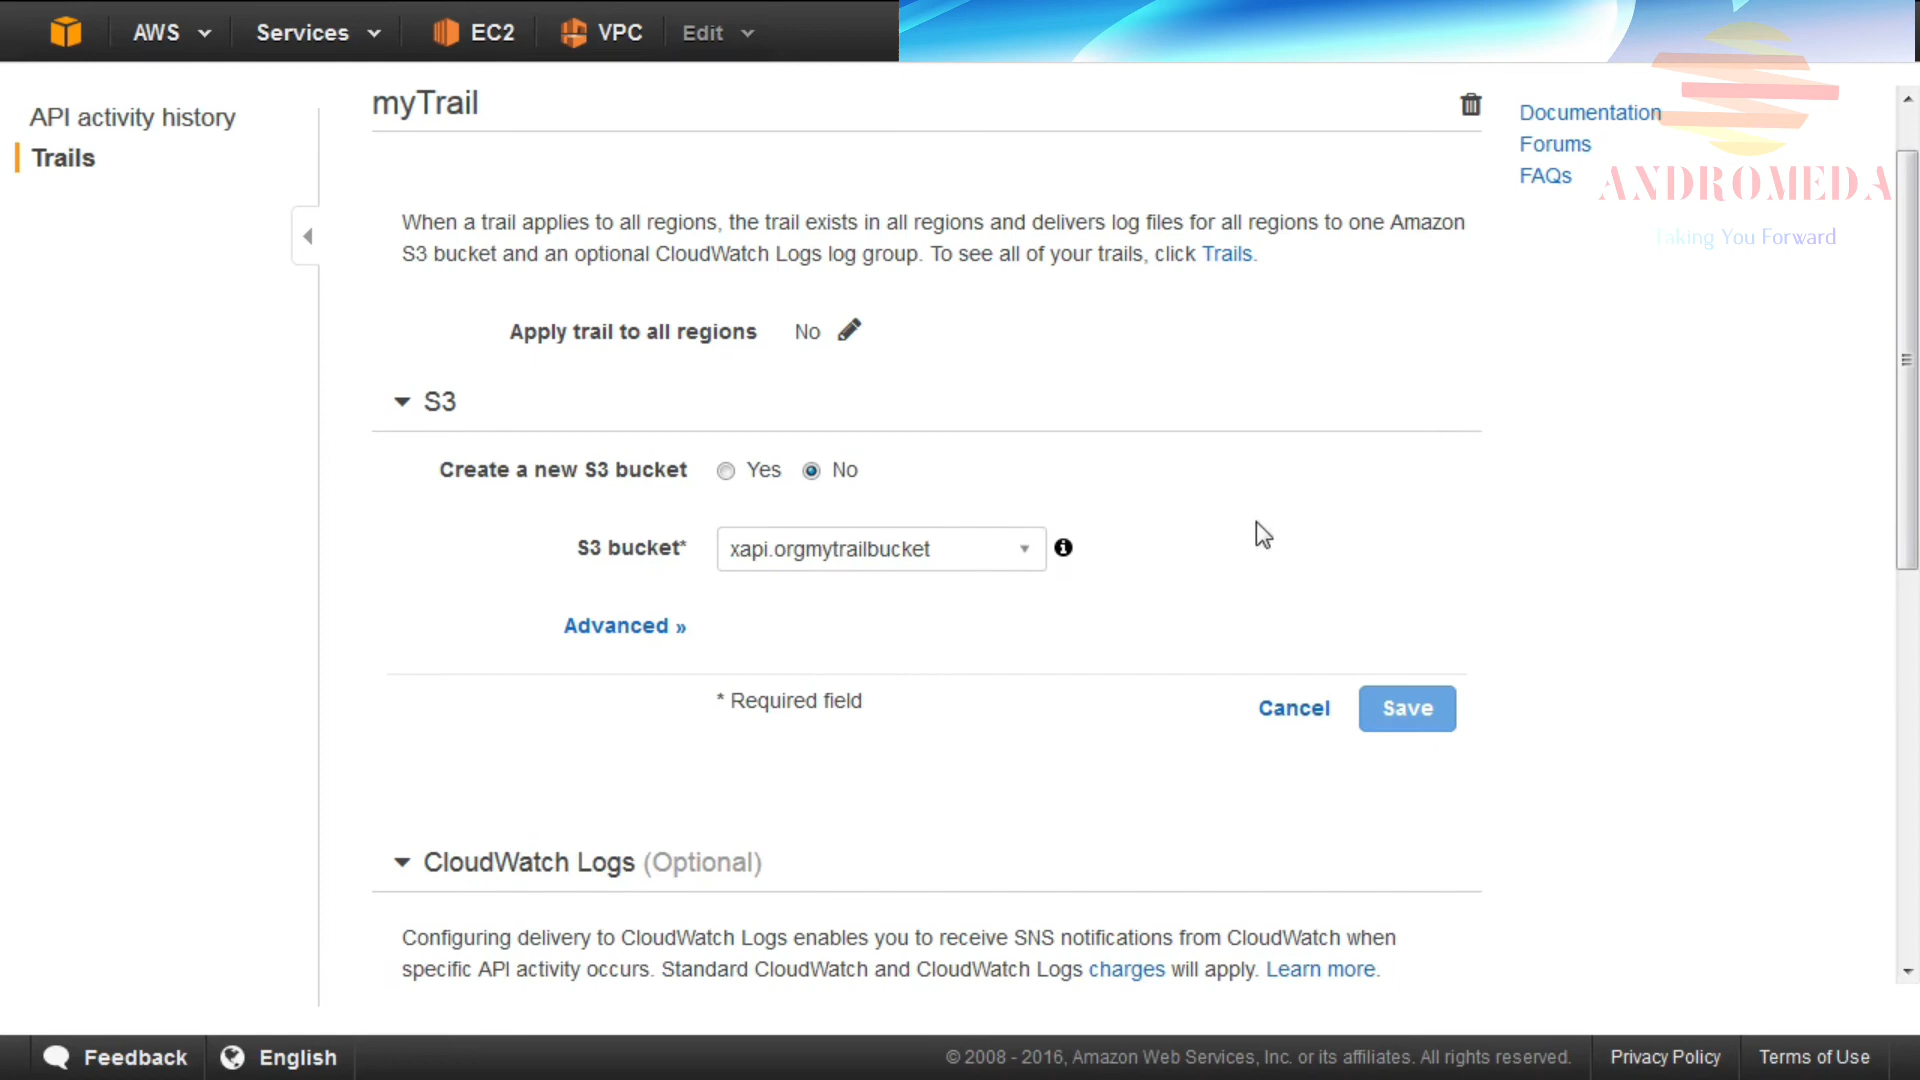 AWS Services EC2 VPC Edit
API activity history
Trails
myTrail
Documentation
Forums
FAQs
ANDROMEDA
Taking You Forward
When a trail applies to all regions, the trail exists in all regions and delivers log files for all regions to one Amazon
S3 bucket and an optional CloudWatch Logs log group. To see all of your trails, click Trails.
Apply trail to all regions No
S3
Create a new S3 bucket Yes No
S3 bucket* xapi.orgmytrailbucket
Advanced »
* Required field
Cancel Save
CloudWatch Logs (Optional)
Configuring delivery to CloudWatch Logs enables you to receive SNS notifications from CloudWatch when
specific API activity occurs. Standard CloudWatch and CloudWatch Logs charges will apply. Learn more.
Feedback English © 2008 - 2016, Amazon Web Services, Inc. or its affiliates. All rights reserved. Privacy Policy Terms of Use